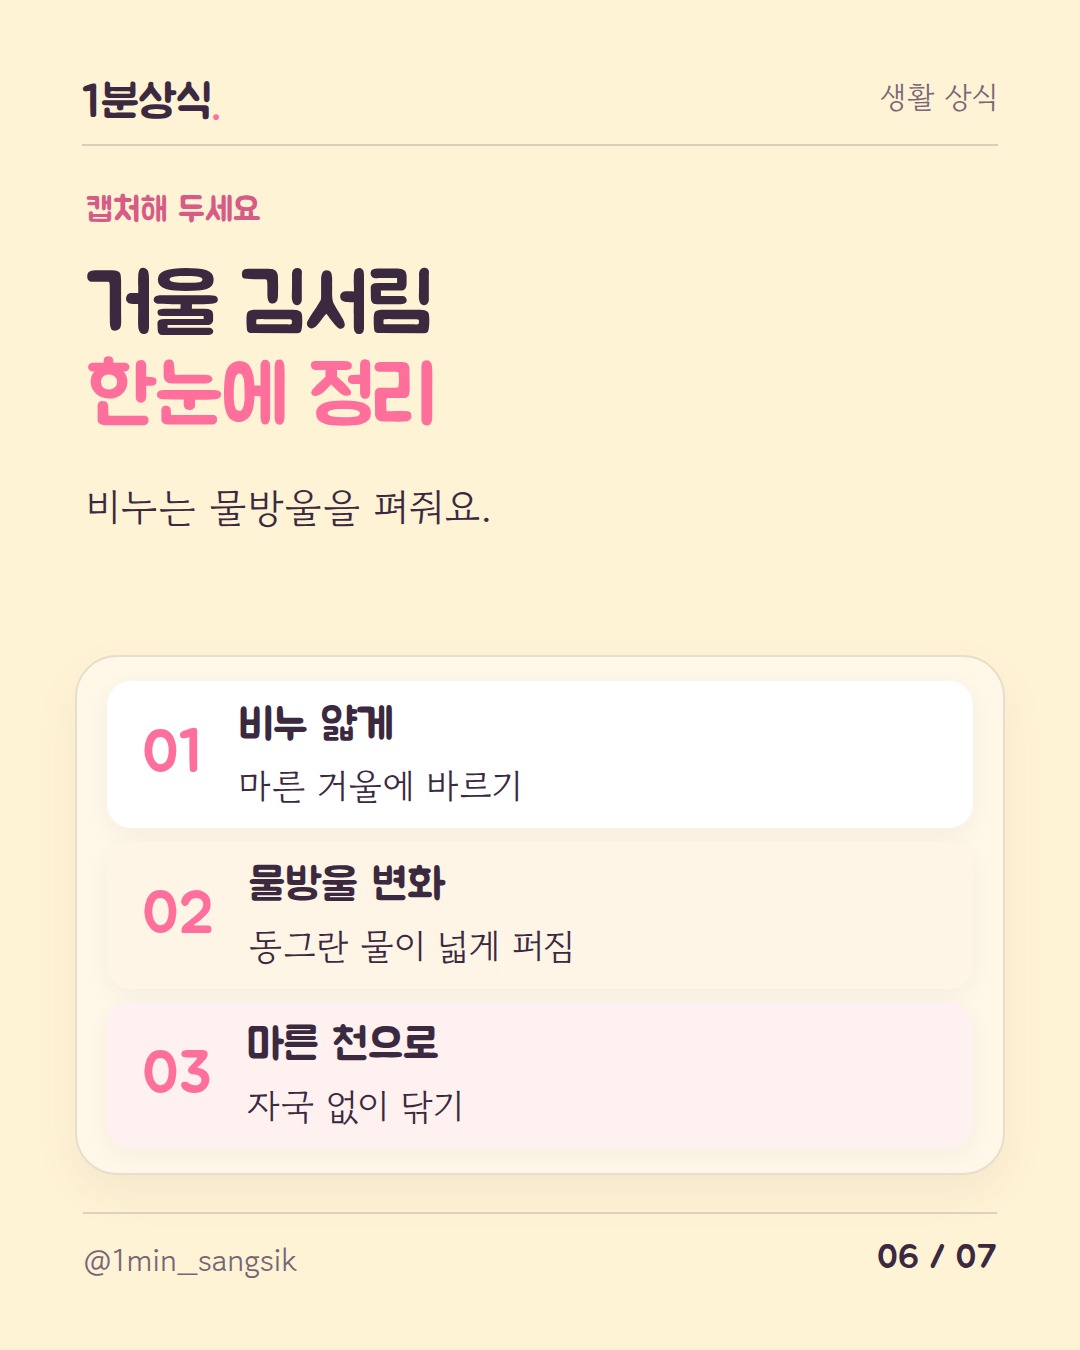 1분상식.
생활 상식
캡처해 두세요
거울 김서림
한눈에 정리
비누는 물방울을 펴줘요.
01
비누 얇게
마른 거울에 바르기
02
물방울 변화
동그란 물이 넓게 퍼짐
03
마른 천으로
자국 없이 닦기
@1min_sangsik
06 / 07